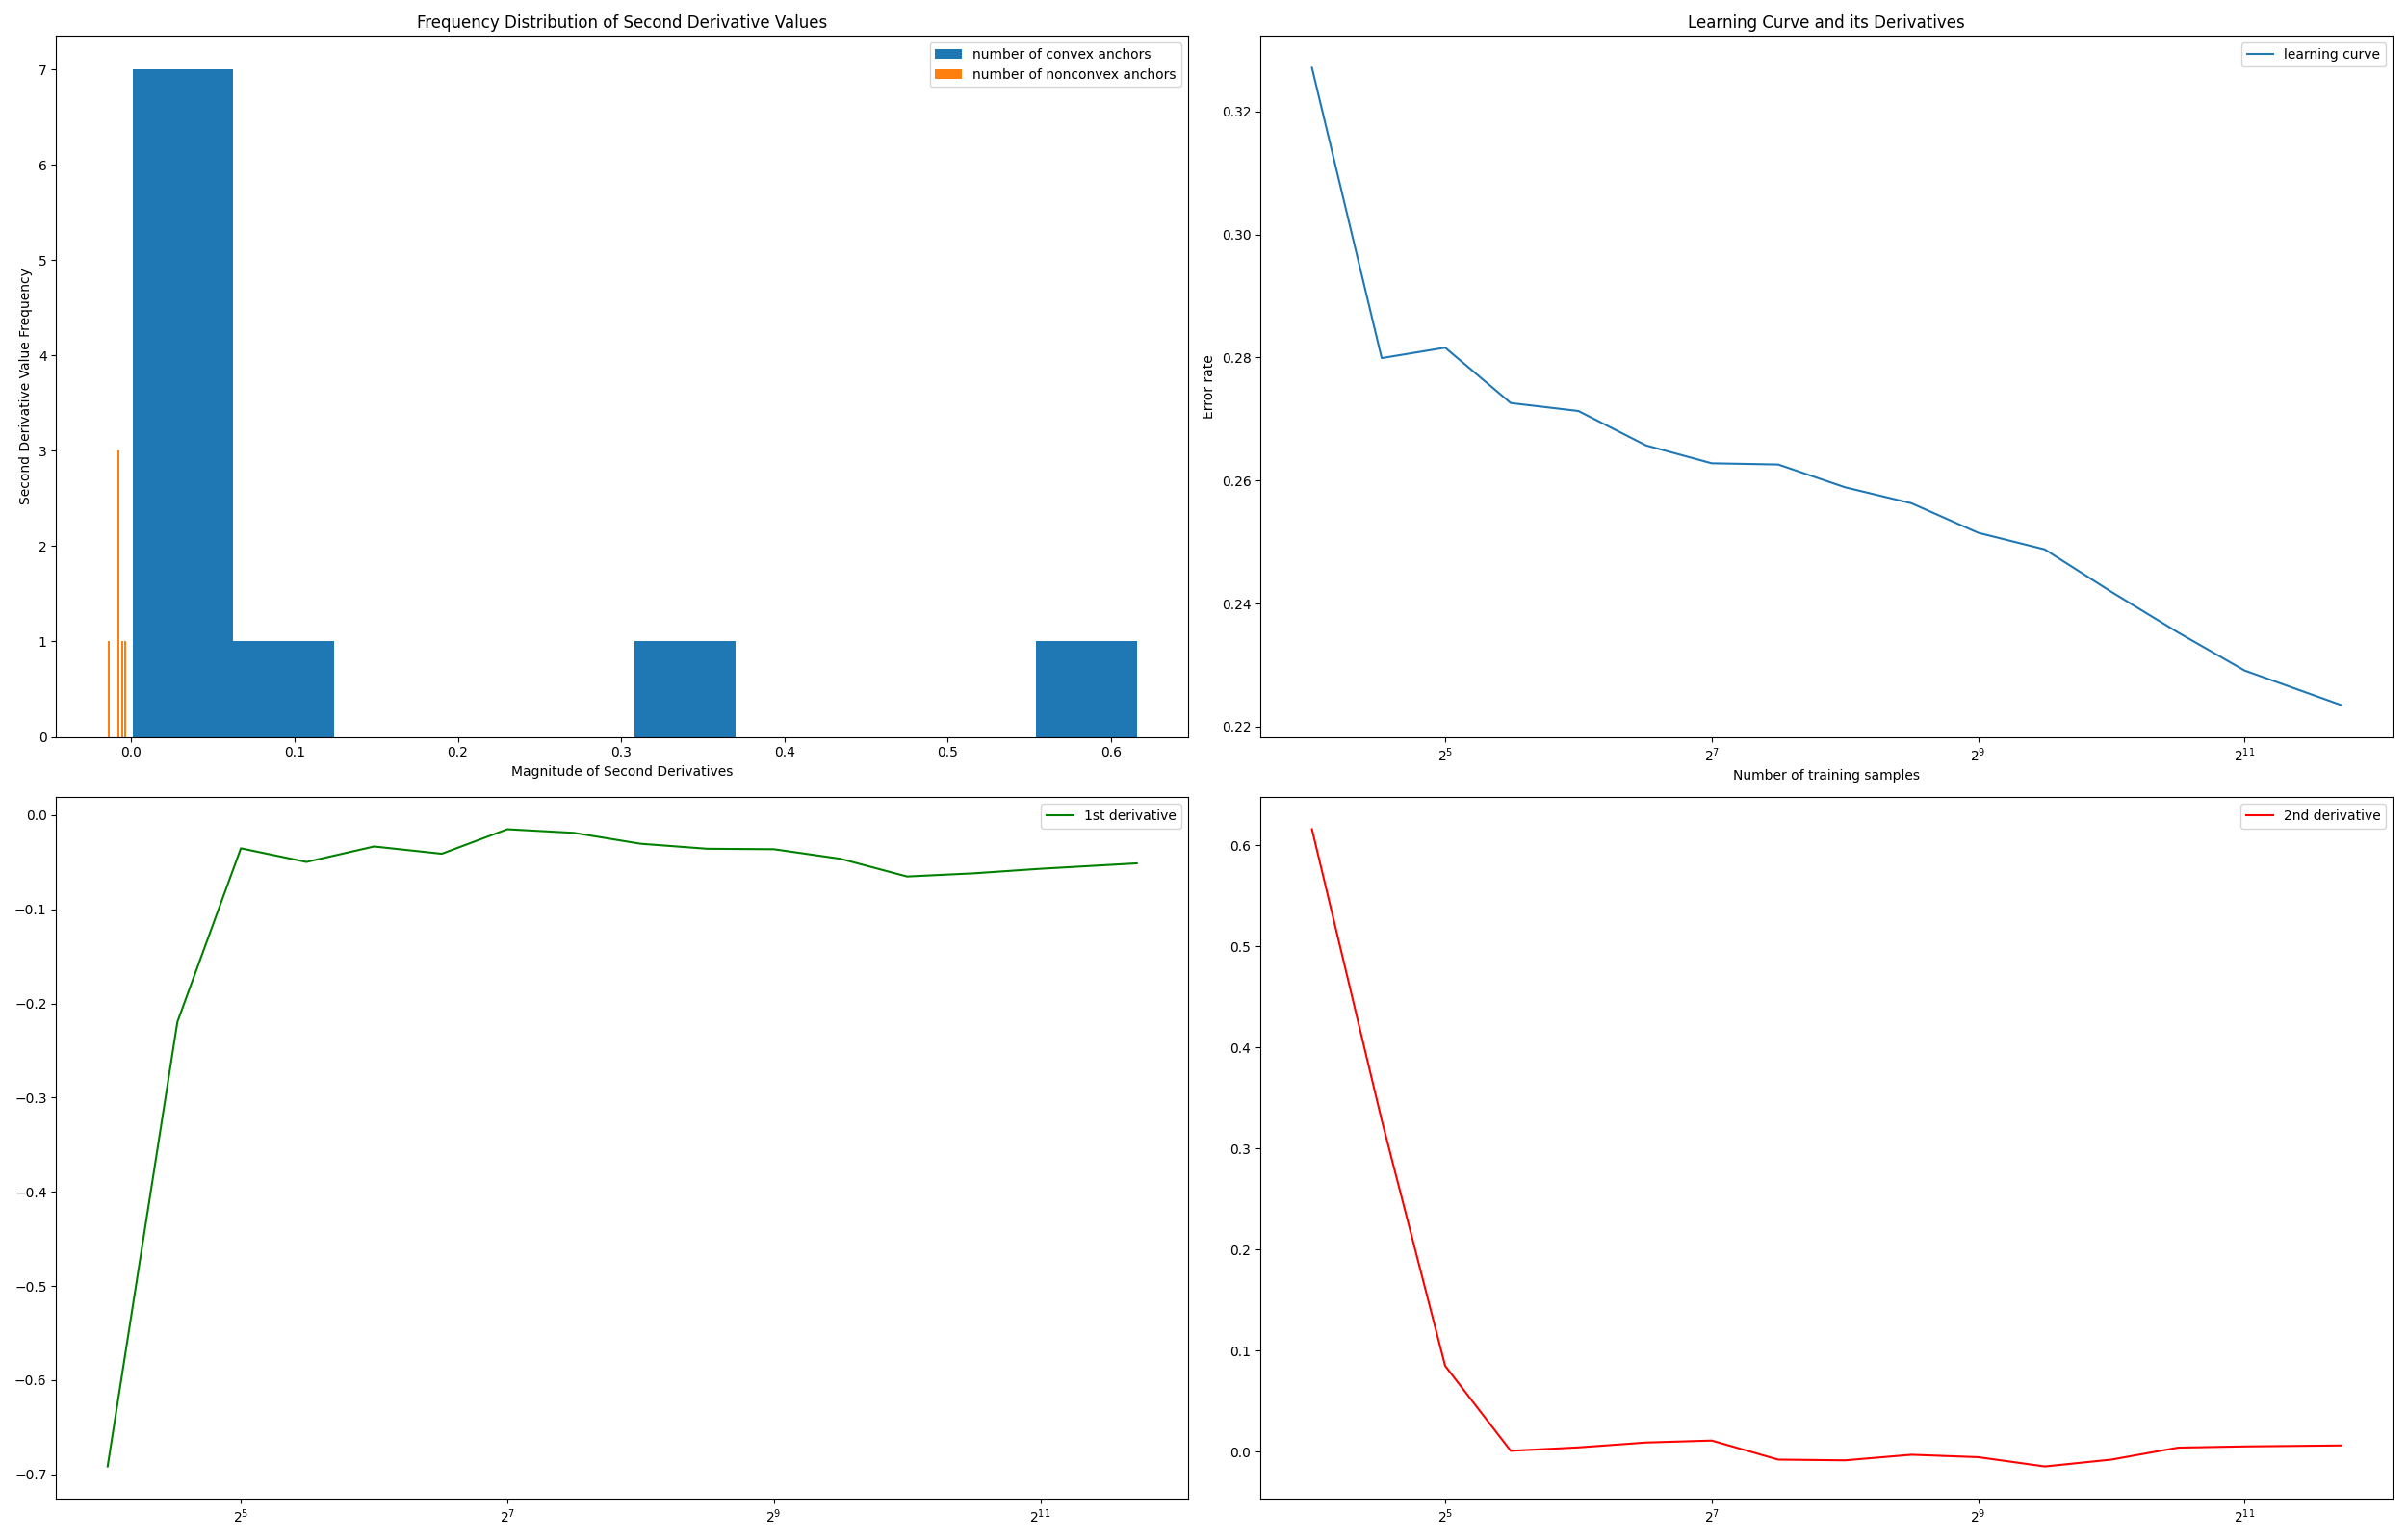 Frequency Distribution of Second Derivative Values
number of convex anchors
number of nonconvex anchors
7
6
5
4
3
2
1
0
Second Derivative Value Frequency
0.0 0.1 0.2 0.3 0.4 0.5 0.6
Magnitude of Second Derivatives
Learning Curve and its Derivatives
learning curve
0.32
0.30
0.28
0.26
0.24
0.22
Error rate
2^5 2^7 2^9 2^11
Number of training samples
1st derivative
0.0
−0.1
−0.2
−0.3
−0.4
−0.5
−0.6
−0.7
2^5 2^7 2^9 2^11
2nd derivative
0.6
0.5
0.4
0.3
0.2
0.1
0.0
2^5 2^7 2^9 2^11